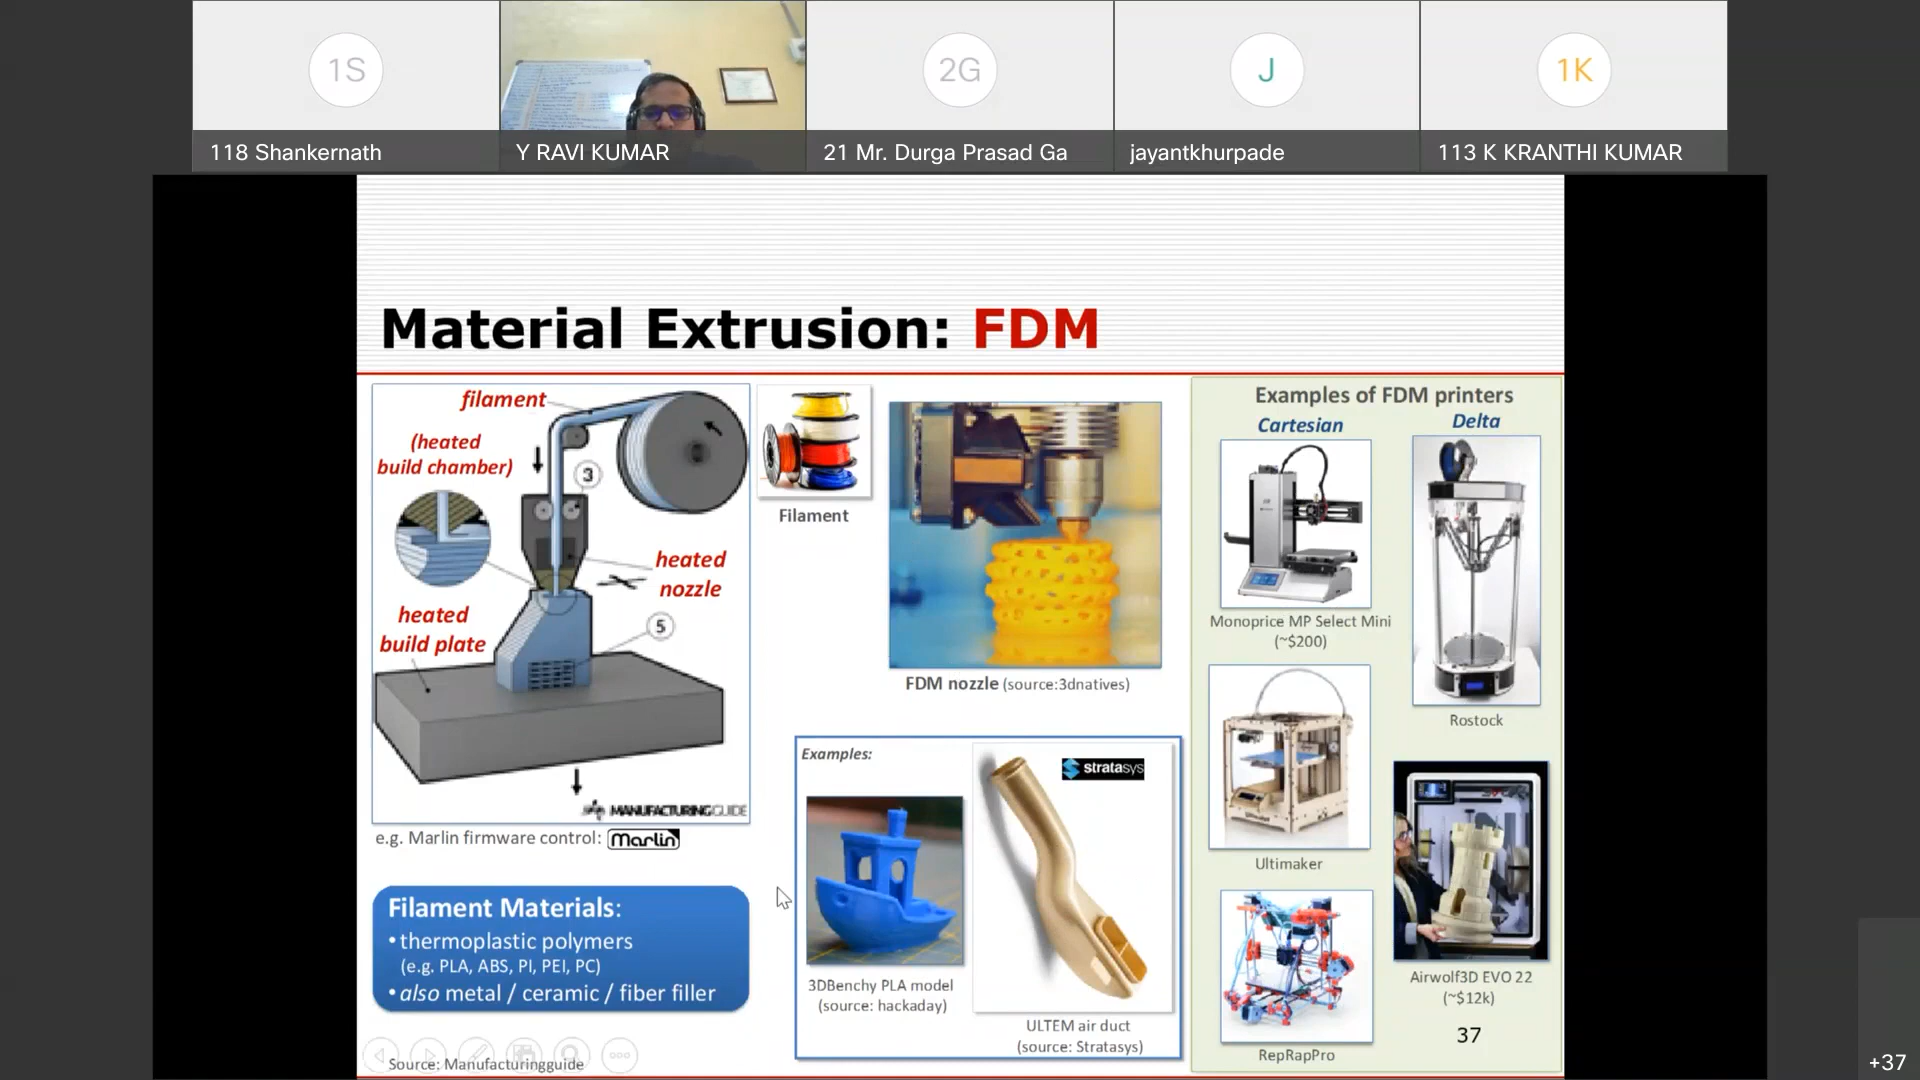 1S
2G
J
1K
118 Shankernath
Y RAVI KUMAR
21 Mr. Durga Prasad Ga
jayantkhurpade
113 K KRANTHI KUMAR
Material Extrusion: FDM
filament
(heated
build chamber)
3
heated
nozzle
heated
build plate
5
MANUFACTURINGGUIDE
e.g. Marlin firmware control: Marlin
Filament Materials:
• thermoplastic polymers
(e.g. PLA, ABS, PI, PEI, PC)
• also metal / ceramic / fiber filler
Source: Manufacturingguide
Filament
FDM nozzle (source:3dnatives)
Examples:
stratasys
3DBenchy PLA model
(source: hackaday)
ULTEM air duct
(source: Stratasys)
Examples of FDM printers
Cartesian
Delta
Monoprice MP Select Mini
(~$200)
Rostock
Ultimaker
Airwolf3D EVO 22
(~$12k)
RepRapPro
37
+37